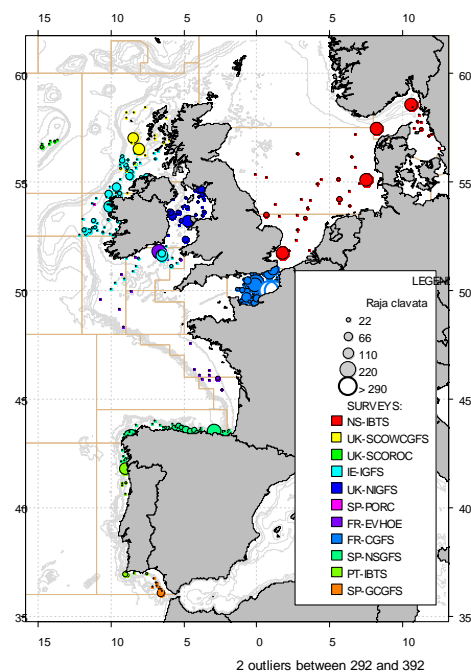 15 10 5 0 5 10
60 60
55 55
50 50
45 45
40 40
35 35
LEGEN
Raja clavata
22
66
110
220
> 290
SURVEYS:
NS-IBTS
UK-SCOWCGFS
UK-SCOROC
IE-IGFS
UK-NIGFS
SP-PORC
FR-EVHOE
FR-CGFS
SP-NSGFS
PT-IBTS
SP-GCGFS
15 10 5 0 5 10
2 outliers between 292 and 392